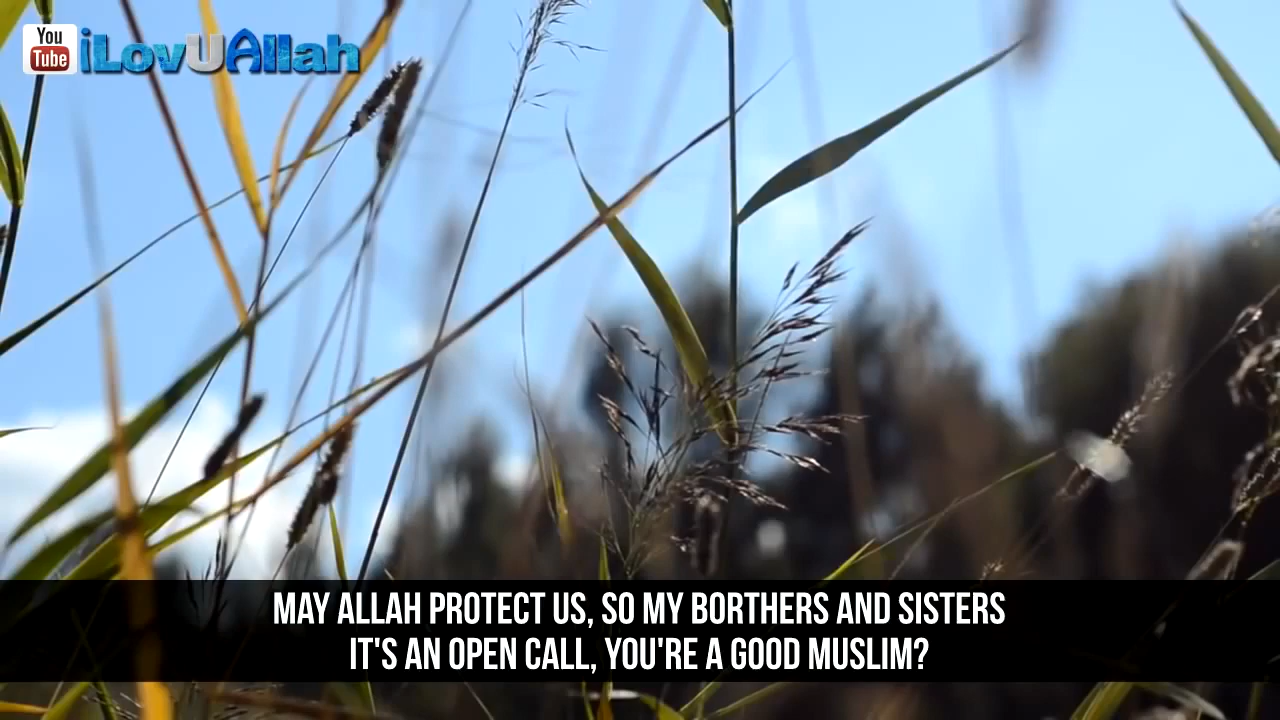 You
Tube
iLovUAllah
MAY ALLAH PROTECT US, SO MY BORTHERS AND SISTERS
IT'S AN OPEN CALL, YOU'RE A GOOD MUSLIM?